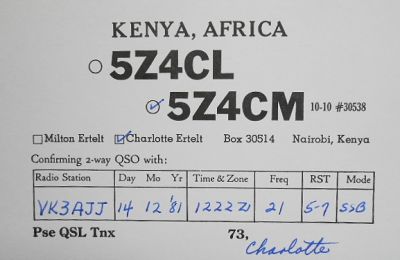 KENYA, AFRICA
5Z4CL
5Z4CM 10-10 #30538
Milton Ertelt Charlotte Ertelt Box 30514 Nairobi, Kenya
Confirming 2-way QSO with:
Radio Station Day Mo Yr Time & Zone Freq RST Mode
VK3AJJ 14 12 '81 1222 Z 21 5-7 SSB
Pse QSL Tnx 73,
Charlotte